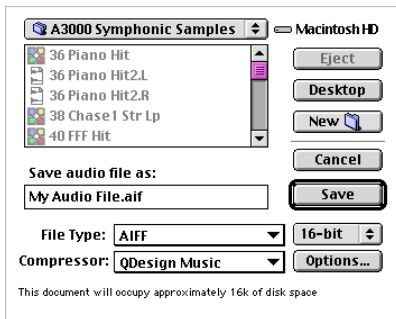 A3000 Symphonic Samples
Macintosh HD
36 Piano Hit
36 Piano Hit2.L
36 Piano Hit2.R
38 Chase1 Str Lp
40 FFF Hit
Eject
Desktop
New
Cancel
Save audio file as:
My Audio File.aif
Save
File Type: AIFF
16-bit
Compressor: QDesign Music
Options...
This document will occupy approximately 16k of disk space